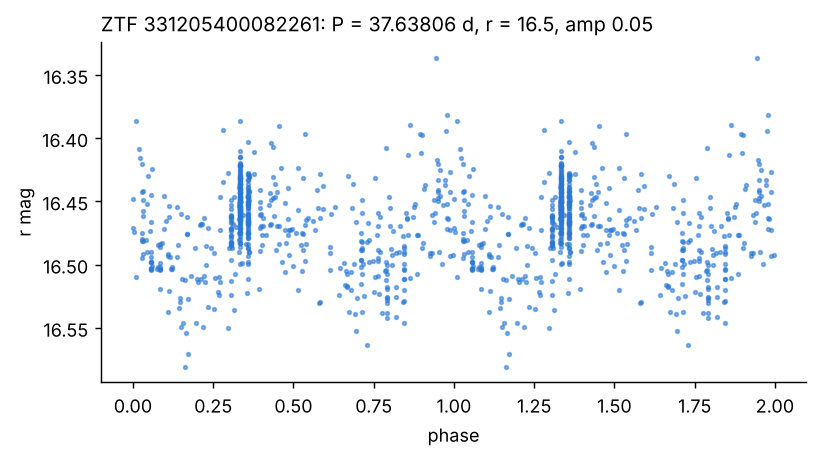 ZTF 331205400082261: P = 37.63806 d, r = 16.5, amp 0.05
16.35
16.40
16.45
16.50
16.55
r mag
0.00 0.25 0.50 0.75 1.00 1.25 1.50 1.75 2.00
phase